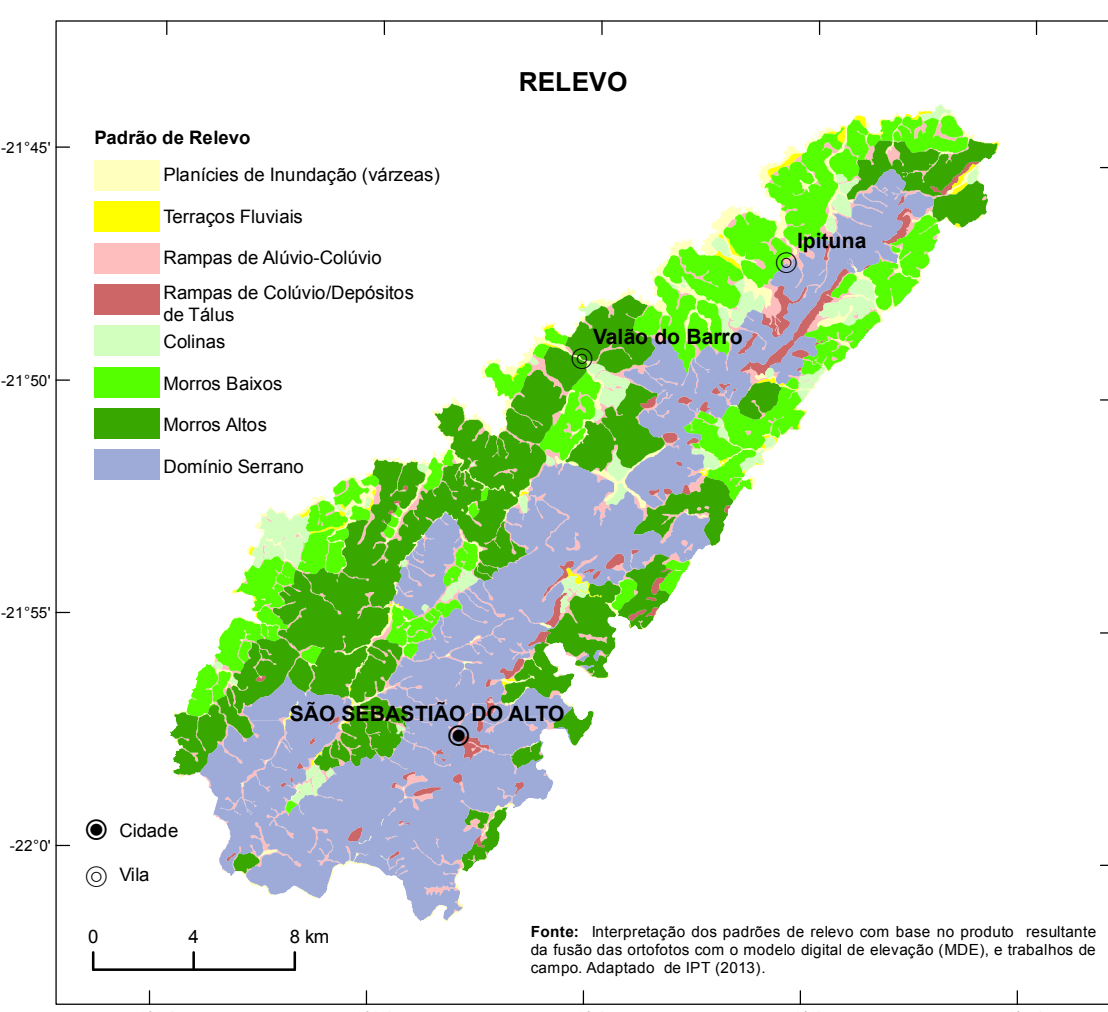 RELEVO
Padrão de Relevo
Planícies de Inundação (várzeas)
Terraços Fluviais
Rampas de Alúvio-Colúvio
Rampas de Colúvio/Depósitos
de Tálus
Colinas
Morros Baixos
Morros Altos
Domínio Serrano
-21°45'
-21°50'
-21°55'
-22°0'
Ipituna
Valão do Barro
SÃO SEBASTIÃO DO ALTO
Cidade
Vila
0 4 8 km
Fonte: Interpretação dos padrões de relevo com base no produto resultante
da fusão das ortofotos com o modelo digital de elevação (MDE), e trabalhos de
campo. Adaptado de IPT (2013).